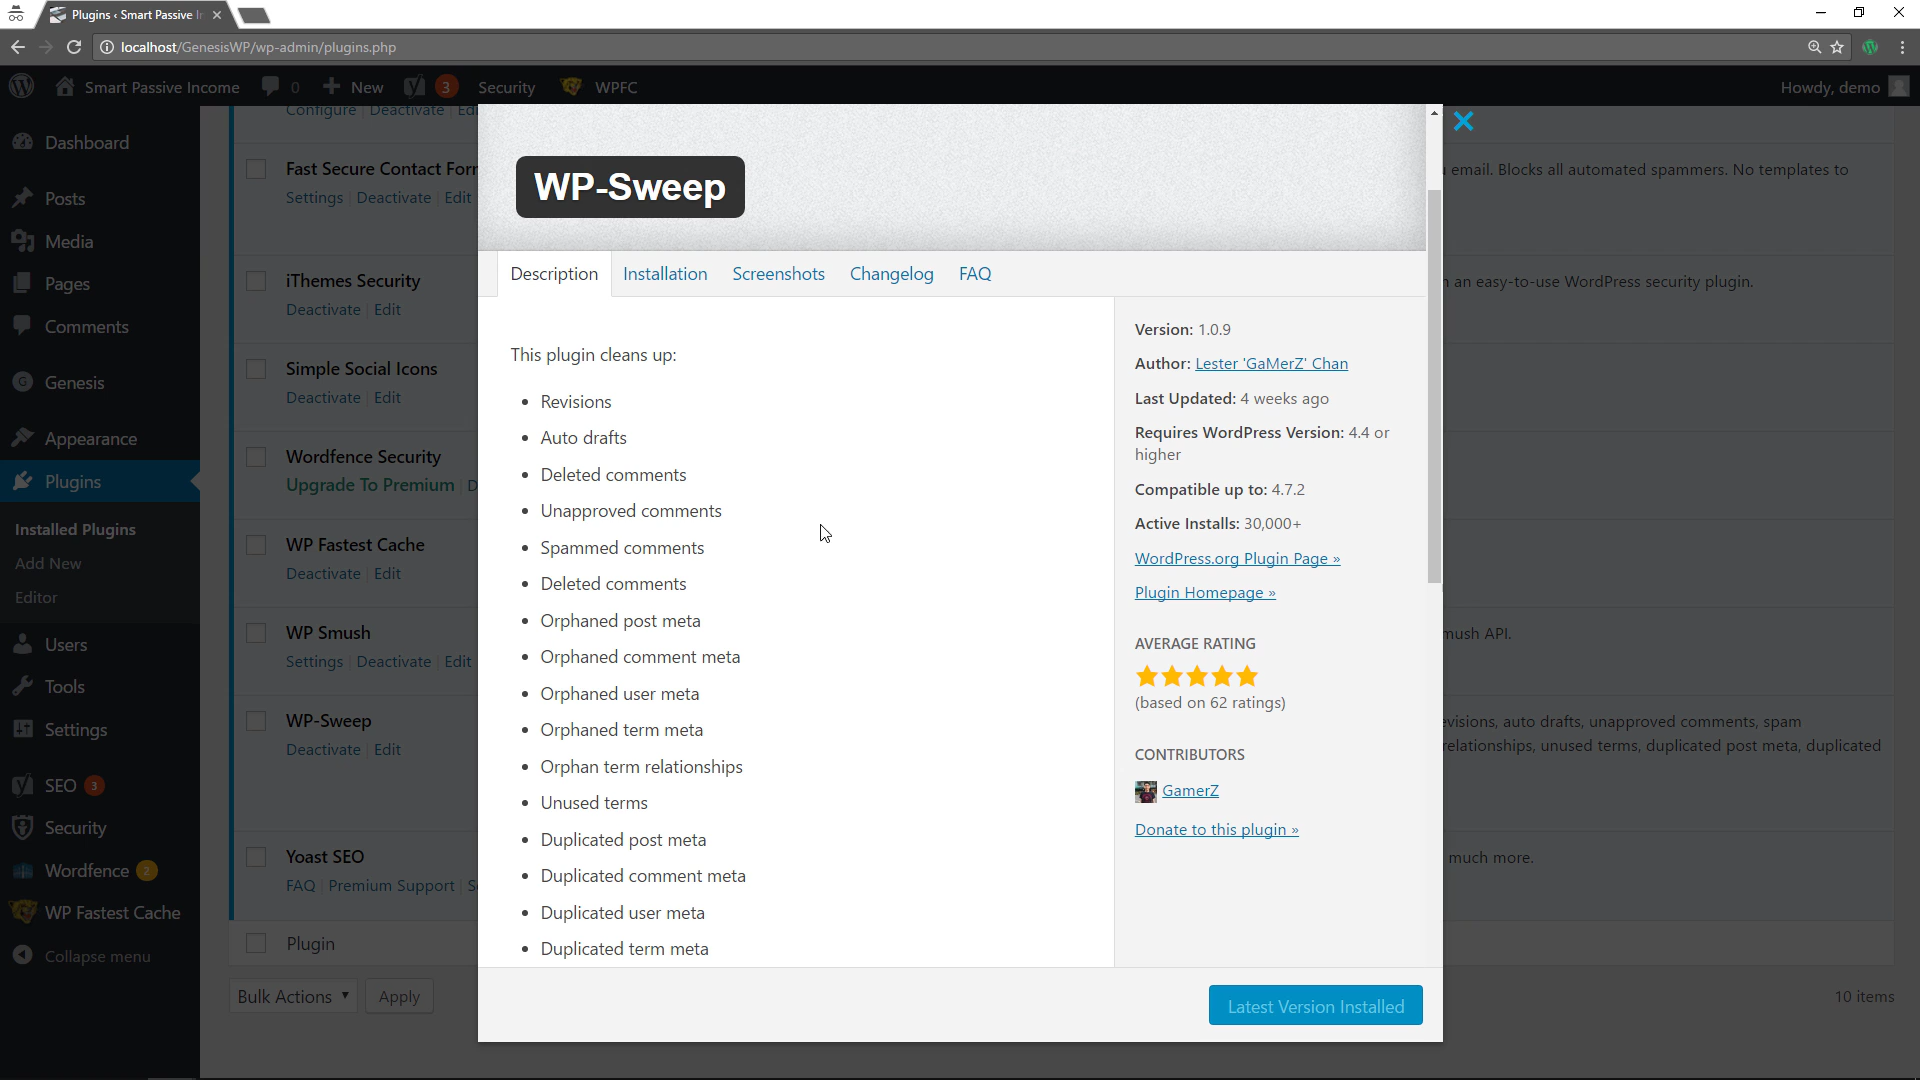 Plugins ‹ Smart Passive In
localhost/GenesisWP/wp-admin/plugins.php
Smart Passive Income 0 New 3 Security WPFC Howdy, demo
Dashboard
Posts
Media
Pages
Comments
Genesis
Appearance
Plugins
Installed Plugins
Add New
Editor
Users
Tools
Settings
SEO 3
Security
Wordfence 2
WP Fastest Cache
Collapse menu
Configure Deactivate Edi
Fast Secure Contact Form
Settings Deactivate Edit
iThemes Security
Deactivate Edit
Simple Social Icons
Deactivate Edit
Wordfence Security
Upgrade To Premium D
WP Fastest Cache
Deactivate Edit
WP Smush
Settings Deactivate Edit
WP-Sweep
Deactivate Edit
Yoast SEO
FAQ Premium Support Se
Plugin
Bulk Actions Apply
WP-Sweep
Description Installation Screenshots Changelog FAQ
This plugin cleans up:
• Revisions
• Auto drafts
• Deleted comments
• Unapproved comments
• Spammed comments
• Deleted comments
• Orphaned post meta
• Orphaned comment meta
• Orphaned user meta
• Orphaned term meta
• Orphan term relationships
• Unused terms
• Duplicated post meta
• Duplicated comment meta
• Duplicated user meta
• Duplicated term meta
Version: 1.0.9
Author: Lester 'GaMerZ' Chan
Last Updated: 4 weeks ago
Requires WordPress Version: 4.4 or
higher
Compatible up to: 4.7.2
Active Installs: 30,000+
WordPress.org Plugin Page »
Plugin Homepage »
AVERAGE RATING
(based on 62 ratings)
CONTRIBUTORS
GamerZ
Donate to this plugin »
Latest Version Installed
email. Blocks all automated spammers. No templates to
an easy-to-use WordPress security plugin.
mush API.
evisions, auto drafts, unapproved comments, spam
relationships, unused terms, duplicated post meta, duplicated
much more.
10 items